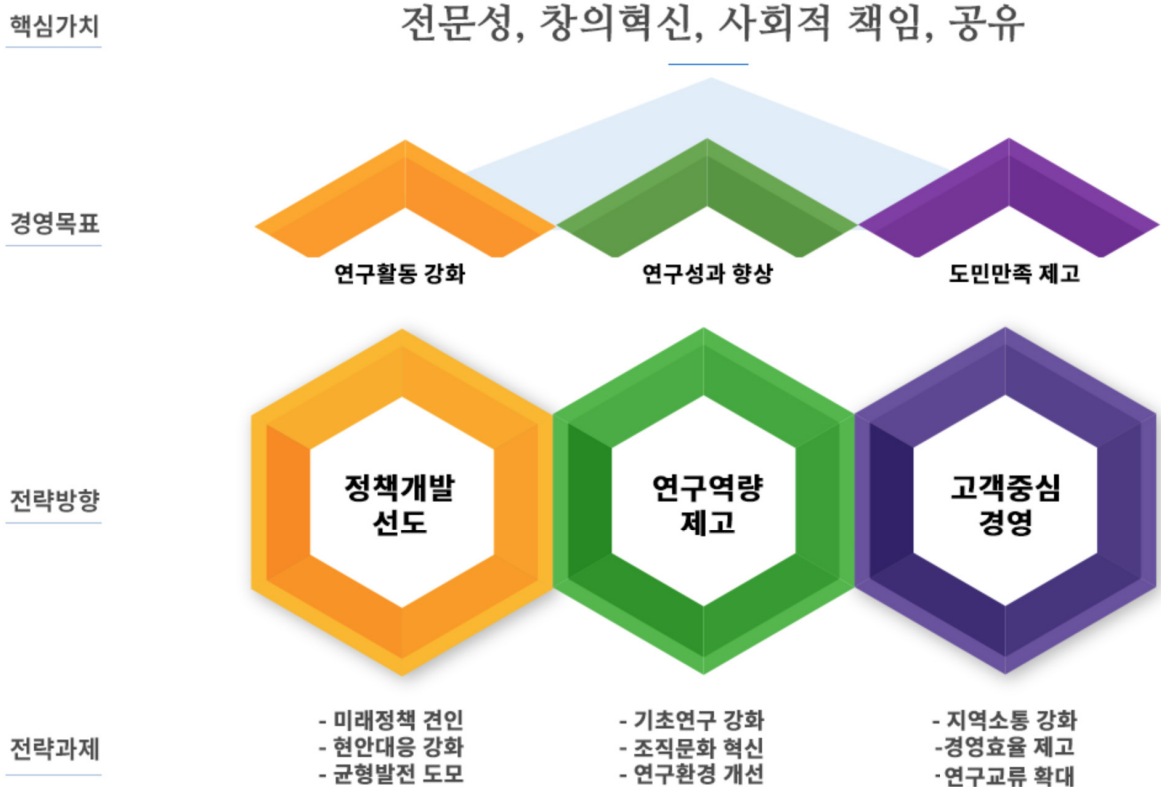 핵심가치
전문성, 창의혁신, 사회적 책임, 공유
경영목표
연구활동 강화
연구성과 향상
도민만족 제고
전략방향
정책개발
선도
연구역량
제고
고객중심
경영
전략과제
- 미래정책 견인
- 현안대응 강화
- 균형발전 도모
- 기초연구 강화
- 조직문화 혁신
- 연구환경 개선
- 지역소통 강화
-경영효율 제고
·연구교류 확대